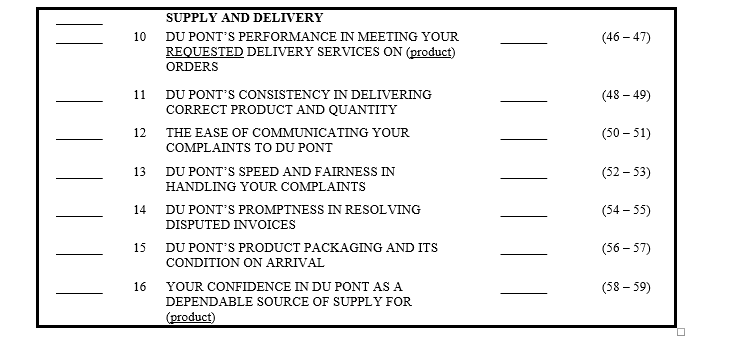 SUPPLY AND DELIVERY
10 DU PONT’S PERFORMANCE IN MEETING YOUR (46 – 47)
REQUESTED DELIVERY SERVICES ON (product)
ORDERS
11 DU PONT’S CONSISTENCY IN DELIVERING (48 – 49)
CORRECT PRODUCT AND QUANTITY
12 THE EASE OF COMMUNICATING YOUR (50 – 51)
COMPLAINTS TO DU PONT
13 DU PONT’S SPEED AND FAIRNESS IN (52 – 53)
HANDLING YOUR COMPLAINTS
14 DU PONT’S PROMPTNESS IN RESOLVING (54 – 55)
DISPUTED INVOICES
15 DU PONT’S PRODUCT PACKAGING AND ITS (56 – 57)
CONDITION ON ARRIVAL
16 YOUR CONFIDENCE IN DU PONT AS A (58 – 59)
DEPENDABLE SOURCE OF SUPPLY FOR
(product)